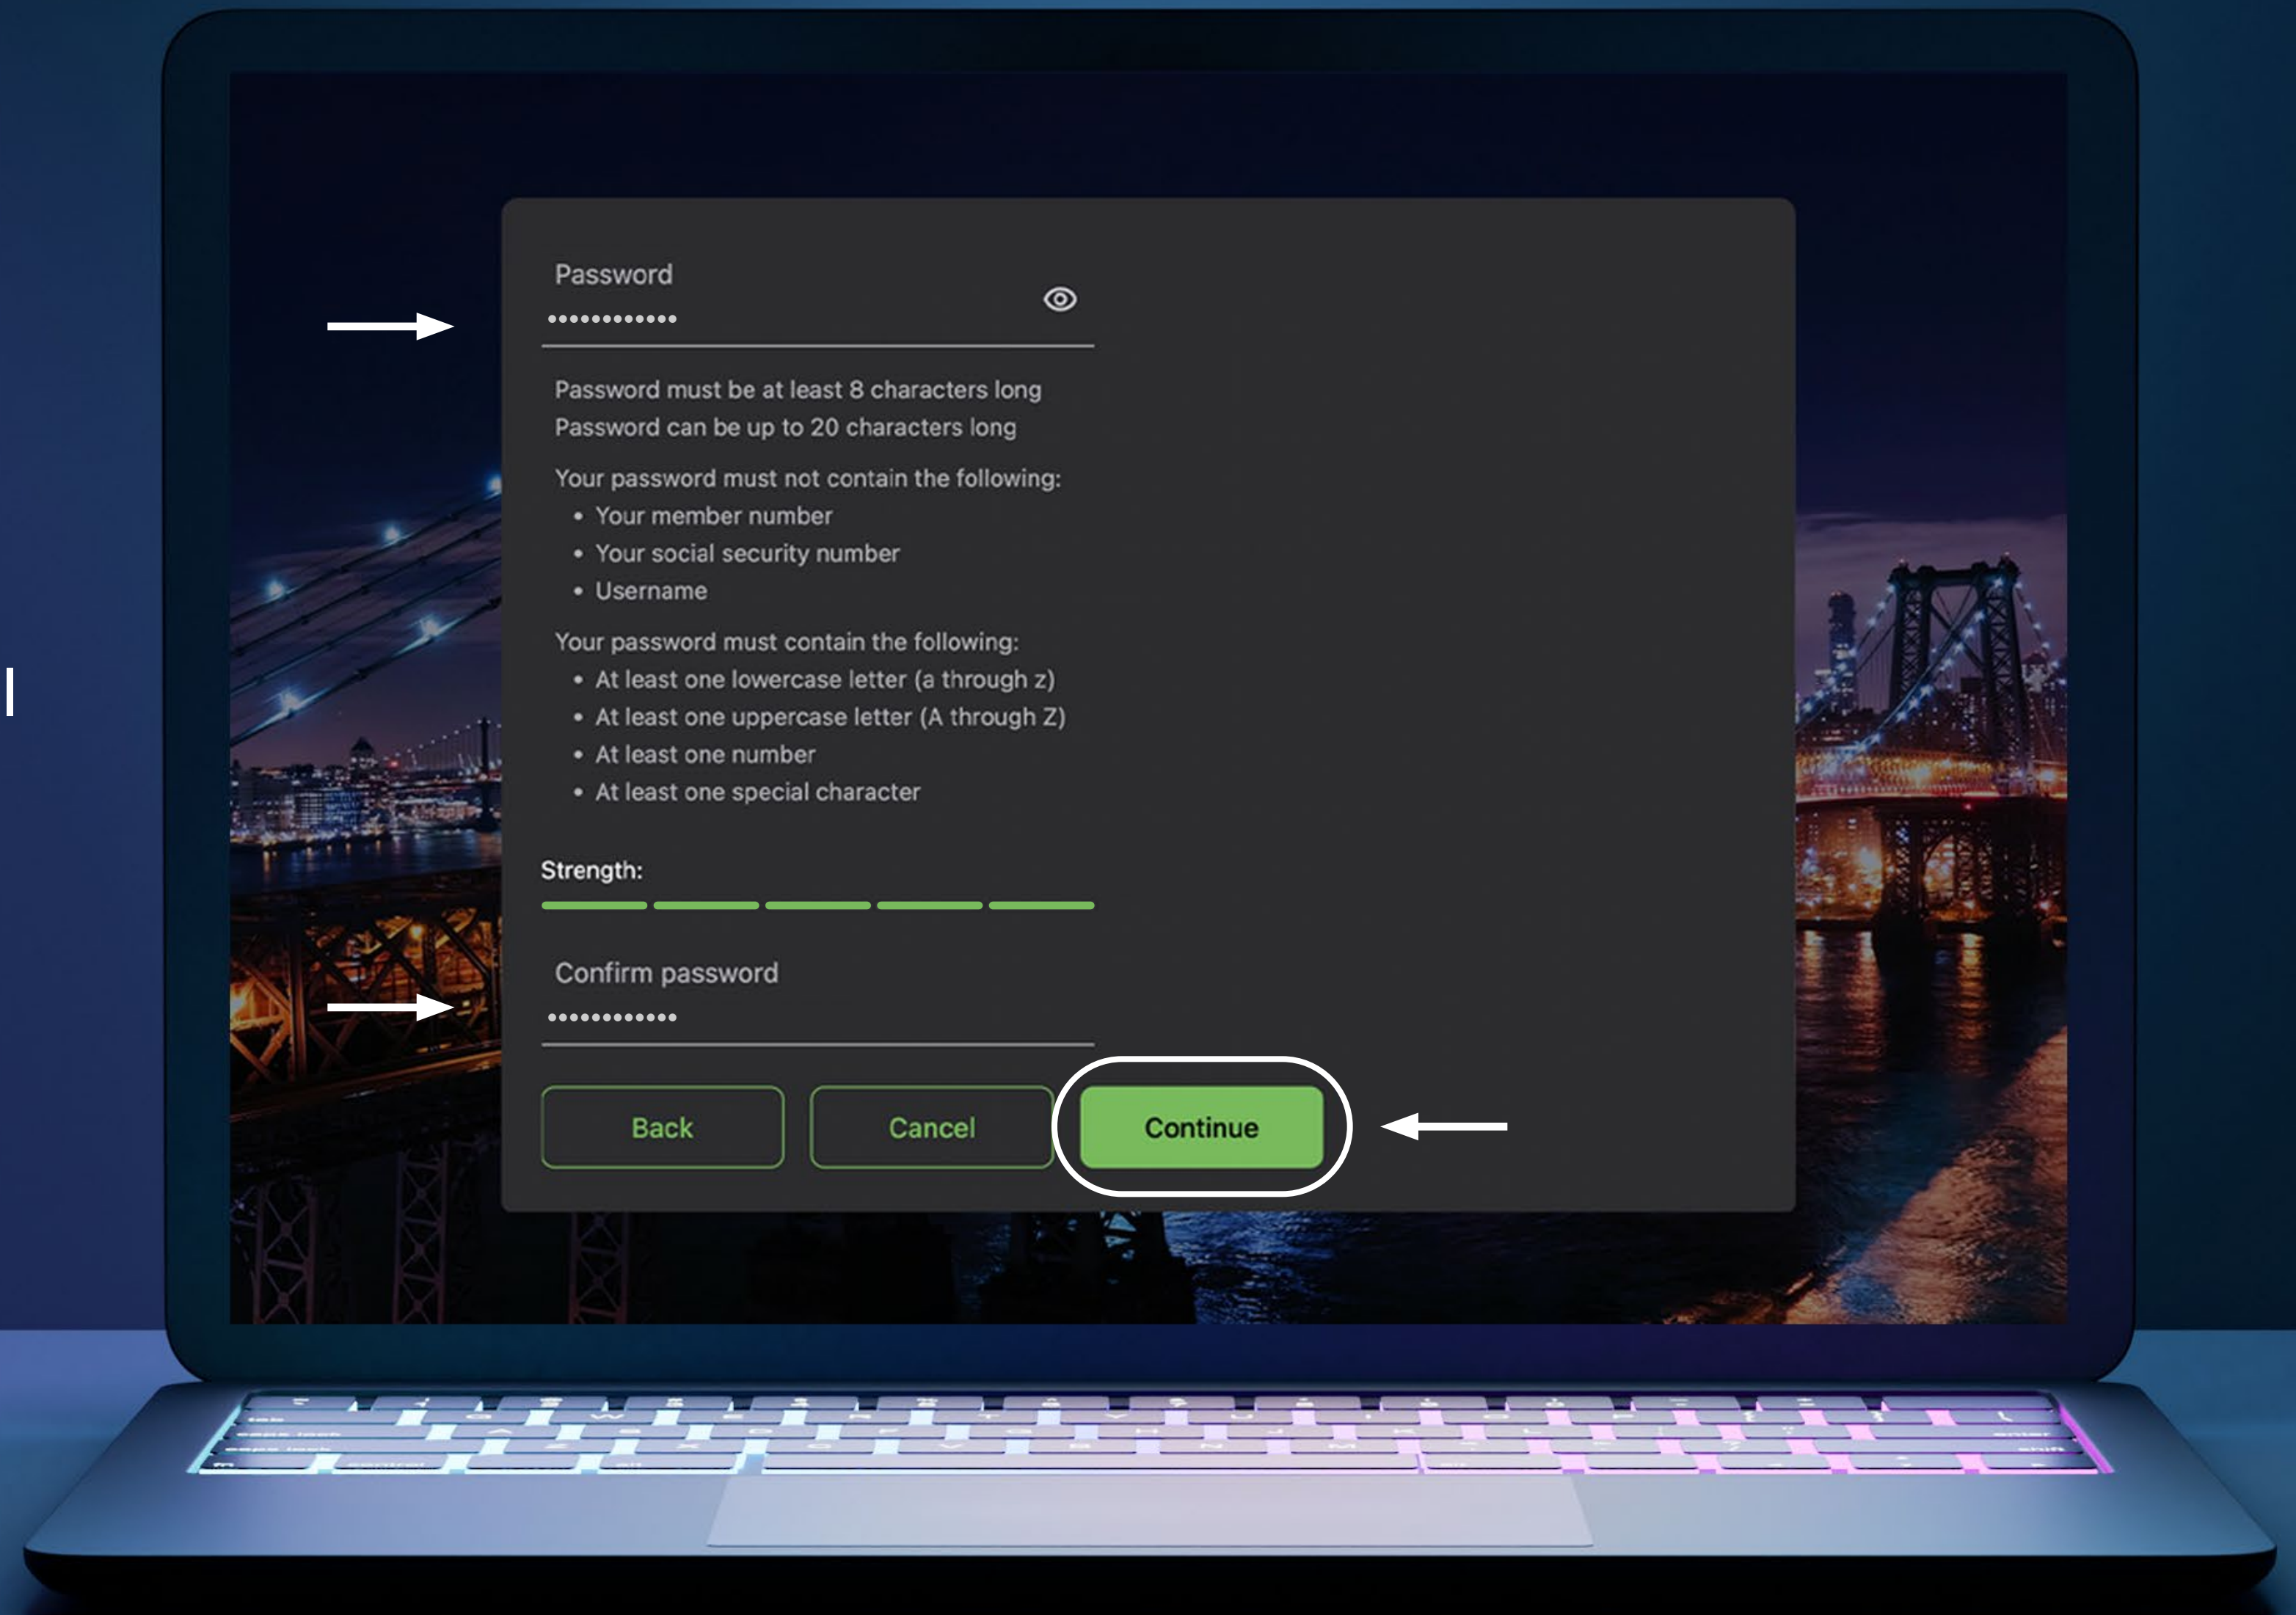 Password
••••••••••••
Password must be at least 8 characters long
Password can be up to 20 characters long
Your password must not contain the following:
• Your member number
• Your social security number
• Username
Your password must contain the following:
• At least one lowercase letter (a through z)
• At least one uppercase letter (A through Z)
• At least one number
• At least one special character
Strength:
Confirm password
••••••••••••
Back Cancel Continue